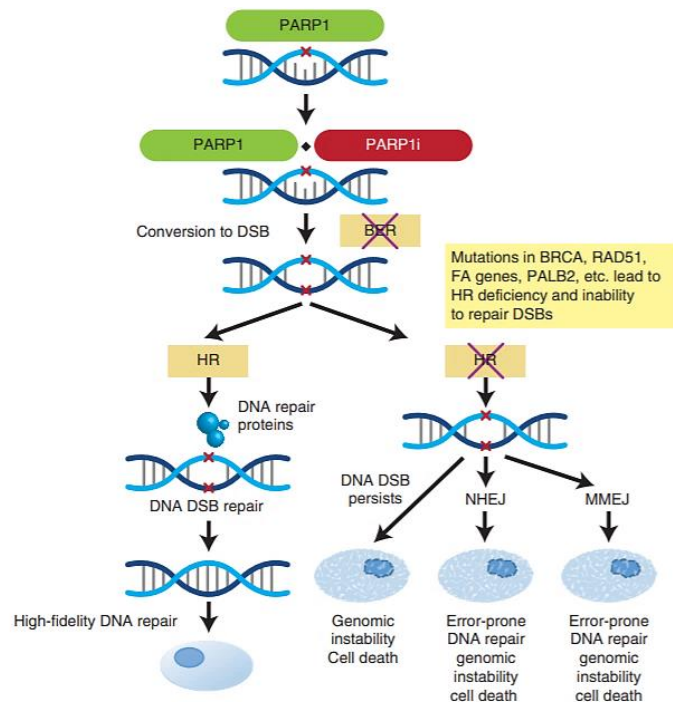 PARP1
PARP1
PARP1i
Conversion to DSB
BER
Mutations in BRCA, RAD51,
FA genes, PALB2, etc. lead to
HR deficiency and inability
to repair DSBs
HR
HR
DNA repair
proteins
DNA DSB repair
High-fidelity DNA repair
DNA DSB
persists
NHEJ
MMEJ
Genomic
instability
Cell death
Error-prone
DNA repair
genomic
instability
cell death
Error-prone
DNA repair
genomic
instability
cell death